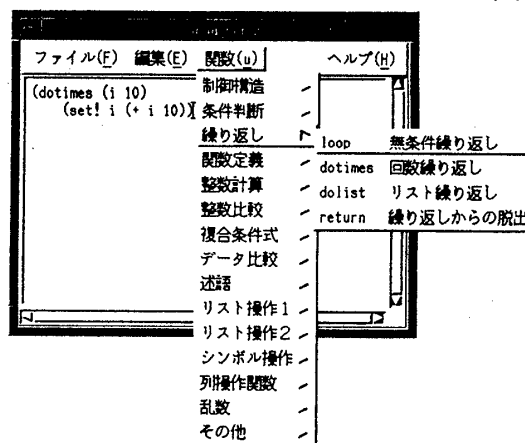 ファイル(F) 編集(E) 関数(u) ヘルプ(H)
(dotimes (i 10)
(set! i (+ i 10))
制御構造
条件判断
繰り返し
関数定義
整数計算
整数比較
複合条件式
データ比較
述語
リスト操作1
リスト操作2
シンボル操作
列操作関数
乱数
その他
loop 無条件繰り返し
dotimes 回数繰り返し
dolist リスト繰り返し
return 繰り返しからの脱出